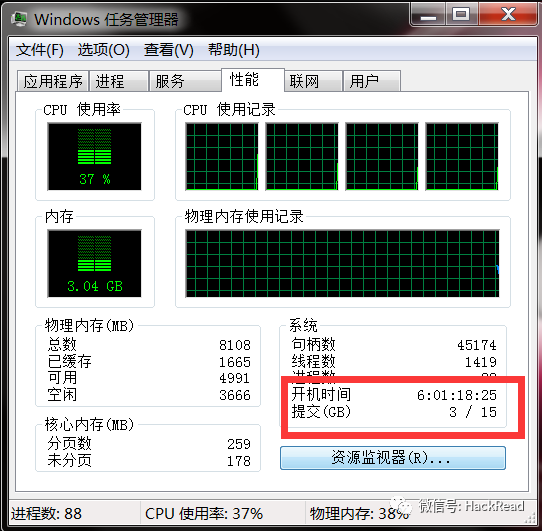 Windows 任务管理器
文件(F) 选项(O) 查看(V) 帮助(H)
应用程序 进程 服务 性能 联网 用户
CPU 使用率 CPU 使用记录
37 %
内存 物理内存使用记录
3.04 GB
物理内存(MB)
总数 8108
已缓存 1665
可用 4991
空闲 3666
系统
句柄数 45174
线程数 1419
进程数
开机时间 6:01:18:25
提交(GB) 3 / 15
核心内存(MB)
分页数 259
未分页 178
资源监视器(R)...
进程数: 88 CPU 使用率: 37% 物理内存: 38%
微信号: HackRead